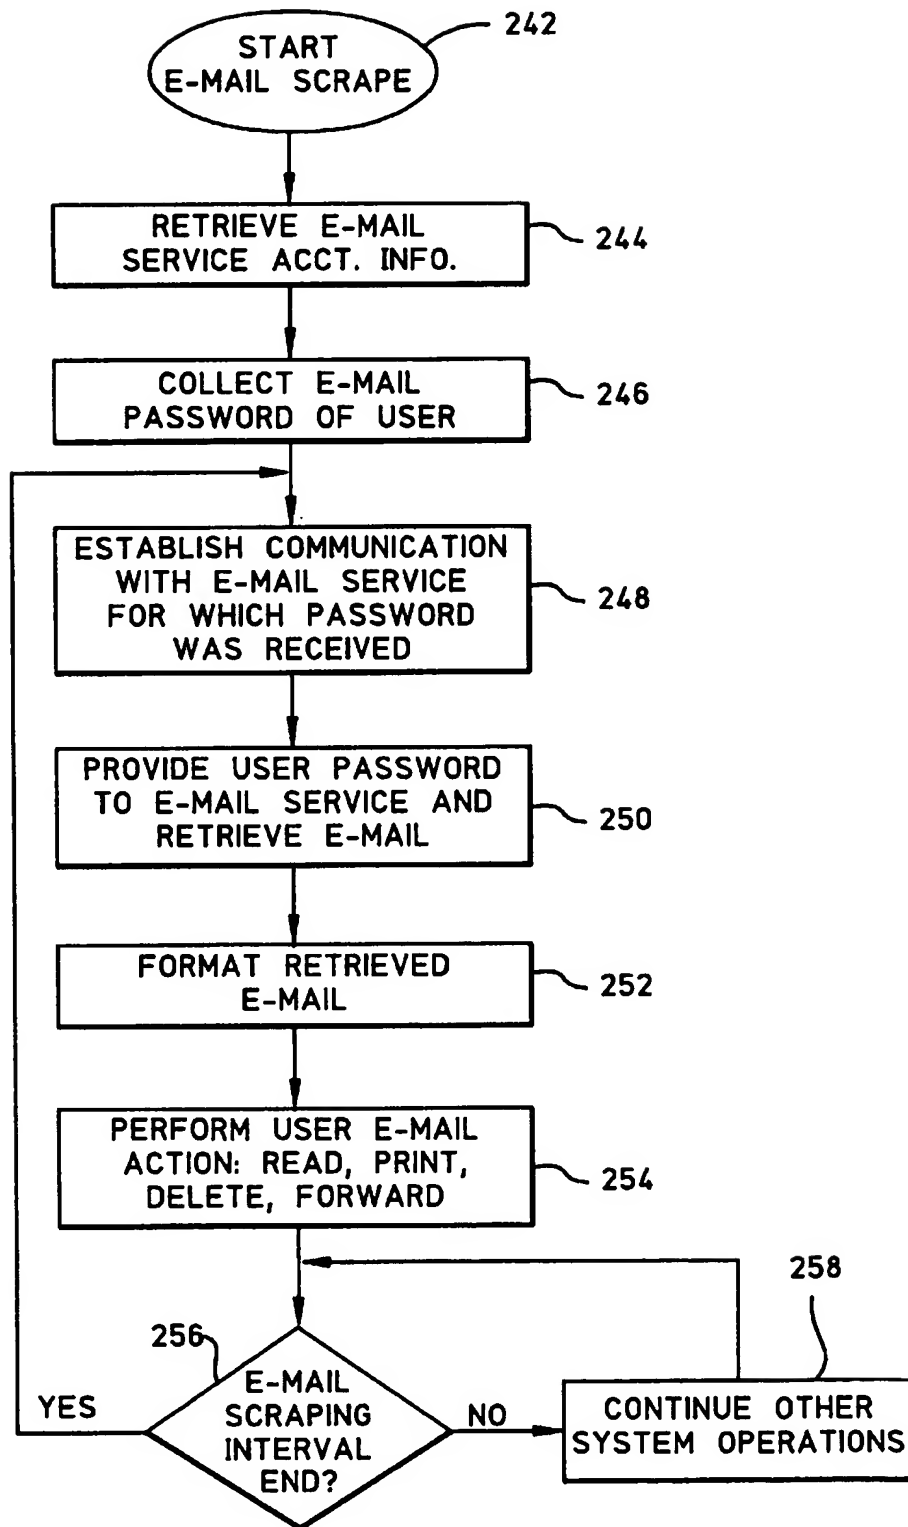 START
E-MAIL SCRAPE
242
RETRIEVE E-MAIL
SERVICE ACCT. INFO.
244
COLLECT E-MAIL
PASSWORD OF USER
246
ESTABLISH COMMUNICATION
WITH E-MAIL SERVICE
FOR WHICH PASSWORD
WAS RECEIVED
248
PROVIDE USER PASSWORD
TO E-MAIL SERVICE AND
RETRIEVE E-MAIL
250
FORMAT RETRIEVED
E-MAIL
252
PERFORM USER E-MAIL
ACTION: READ, PRINT,
DELETE, FORWARD
254
256
E-MAIL
SCRAPING
INTERVAL
END?
YES
NO
258
CONTINUE OTHER
SYSTEM OPERATIONS